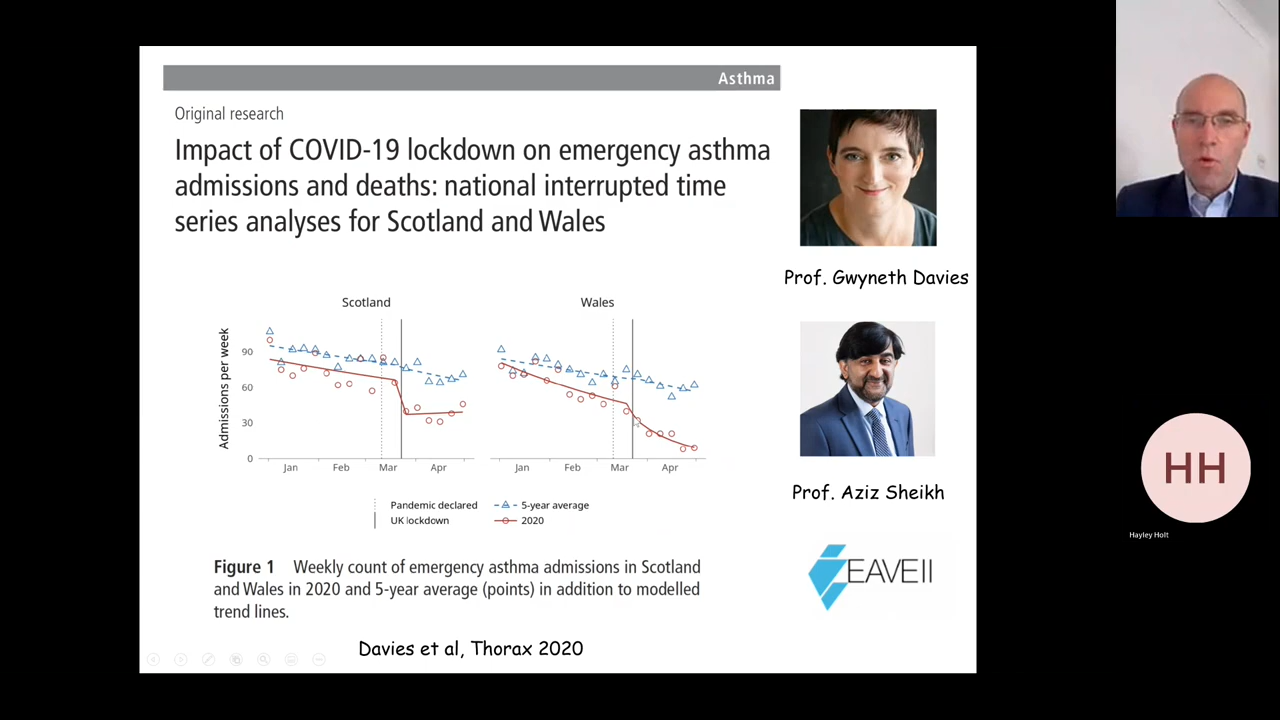 Asthma
Original research
Impact of COVID-19 lockdown on emergency asthma
admissions and deaths: national interrupted time
series analyses for Scotland and Wales
Prof. Gwyneth Davies
Scotland
Wales
Admissions per week
90
60
30
0
Jan
Feb
Mar
Apr
Jan
Feb
Mar
Apr
Pandemic declared
5-year average
UK lockdown
2020
Prof. Aziz Sheikh
HH
Hayley Holt
EAVEII
Figure 1 Weekly count of emergency asthma admissions in Scotland
and Wales in 2020 and 5-year average (points) in addition to modelled
trend lines.
Davies et al, Thorax 2020